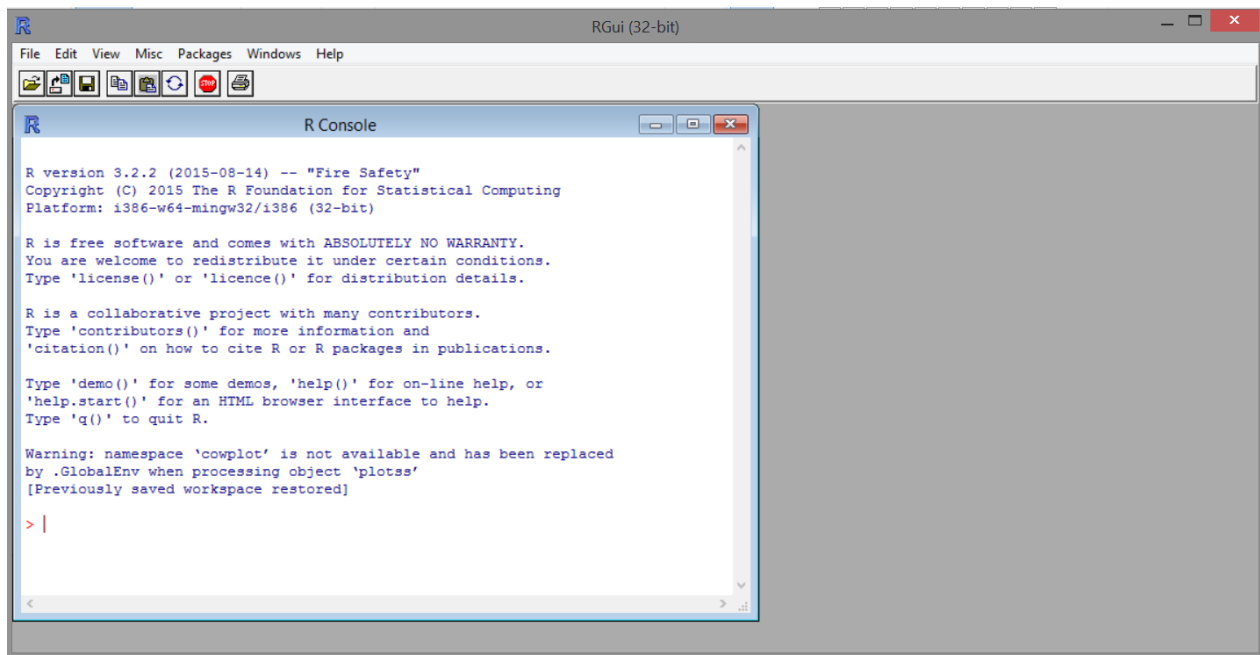 RGui (32-bit)
File Edit View Misc Packages Windows Help
STOP
R Console
R version 3.2.2 (2015-08-14) -- "Fire Safety"
Copyright (C) 2015 The R Foundation for Statistical Computing
Platform: i386-w64-mingw32/i386 (32-bit)
R is free software and comes with ABSOLUTELY NO WARRANTY.
You are welcome to redistribute it under certain conditions.
Type 'license()' or 'licence()' for distribution details.
R is a collaborative project with many contributors.
Type 'contributors()' for more information and
'citation()' on how to cite R or R packages in publications.
Type 'demo()' for some demos, 'help()' for on-line help, or
'help.start()' for an HTML browser interface to help.
Type 'q()' to quit R.
Warning: namespace ‘cowplot’ is not available and has been replaced
by .GlobalEnv when processing object ‘plotss’
[Previously saved workspace restored]
>